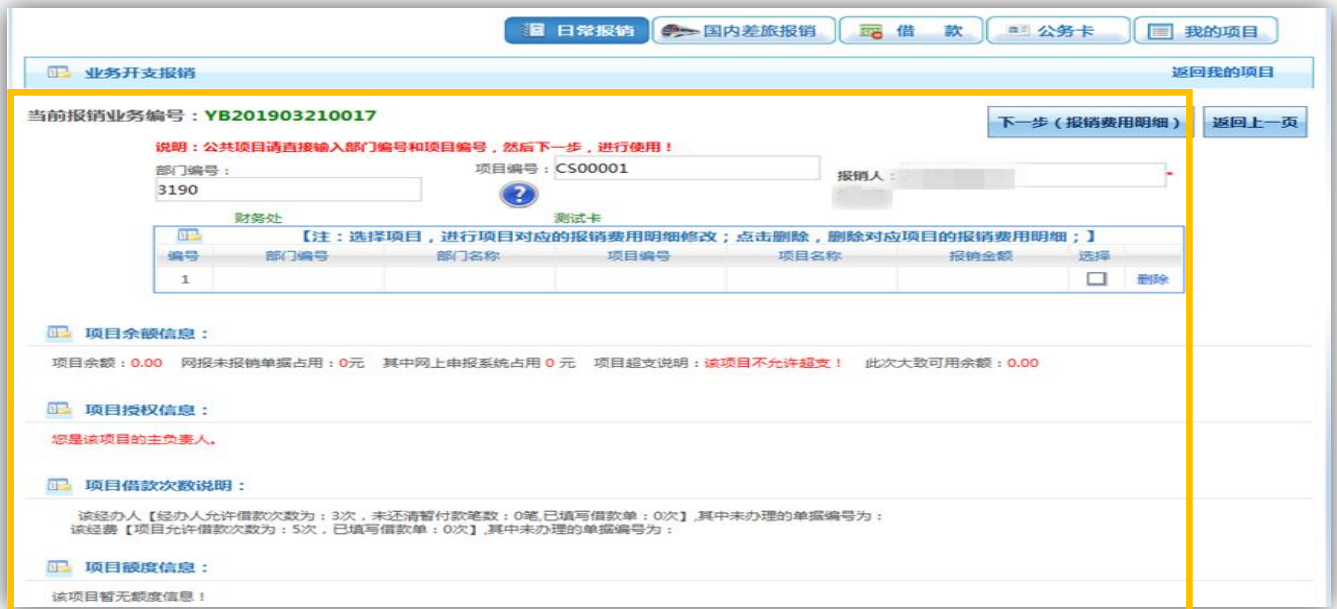 日常报销 国内差旅报销 借 款 公务卡 我的项目
业务开支报销 返回我的项目
当前报销业务编号：YB201903210017 下一步（报销费用明细） 返回上一页
说明：公共项目请直接输入部门编号和项目编号，然后下一步，进行使用！
部门编号： 项目编号：CS00001 报销人： *
3190
财务处 测试卡
【注：选择项目，进行项目对应的报销费用明细修改；点击删除，删除对应项目的报销费用明细；】
编号 部门编号 部门名称 项目编号 项目名称 报销金额 选择
1 删除
项目余额信息：
项目余额：0.00 网报未报销单据占用：0元 其中网上申报系统占用 0 元 项目超支说明：该项目不允许超支！ 此次大致可用余额：0.00
项目授权信息：
您是该项目的主负责人。
项目借款次数说明：
该经办人【经办人允许借款次数为：3次，未还清暂付款笔数：0笔,已填写借款单：0次】,其中未办理的单据编号为：
该经费【项目允许借款次数为：5次，已填写借款单：0次】,其中未办理的单据编号为：
项目额度信息：
该项目暂无额度信息！